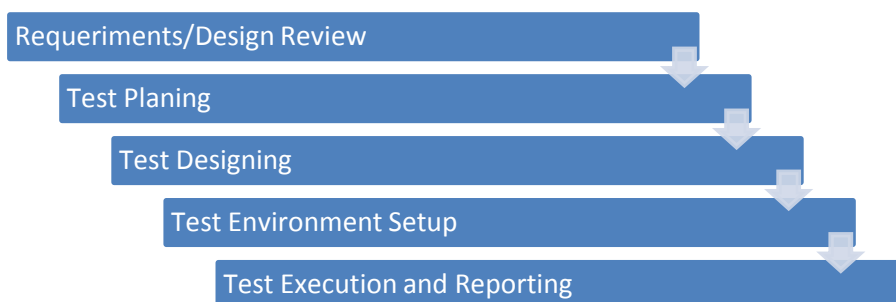 Requeriments/Design Review
Test Planing
Test Designing
Test Environment Setup
Test Execution and Reporting